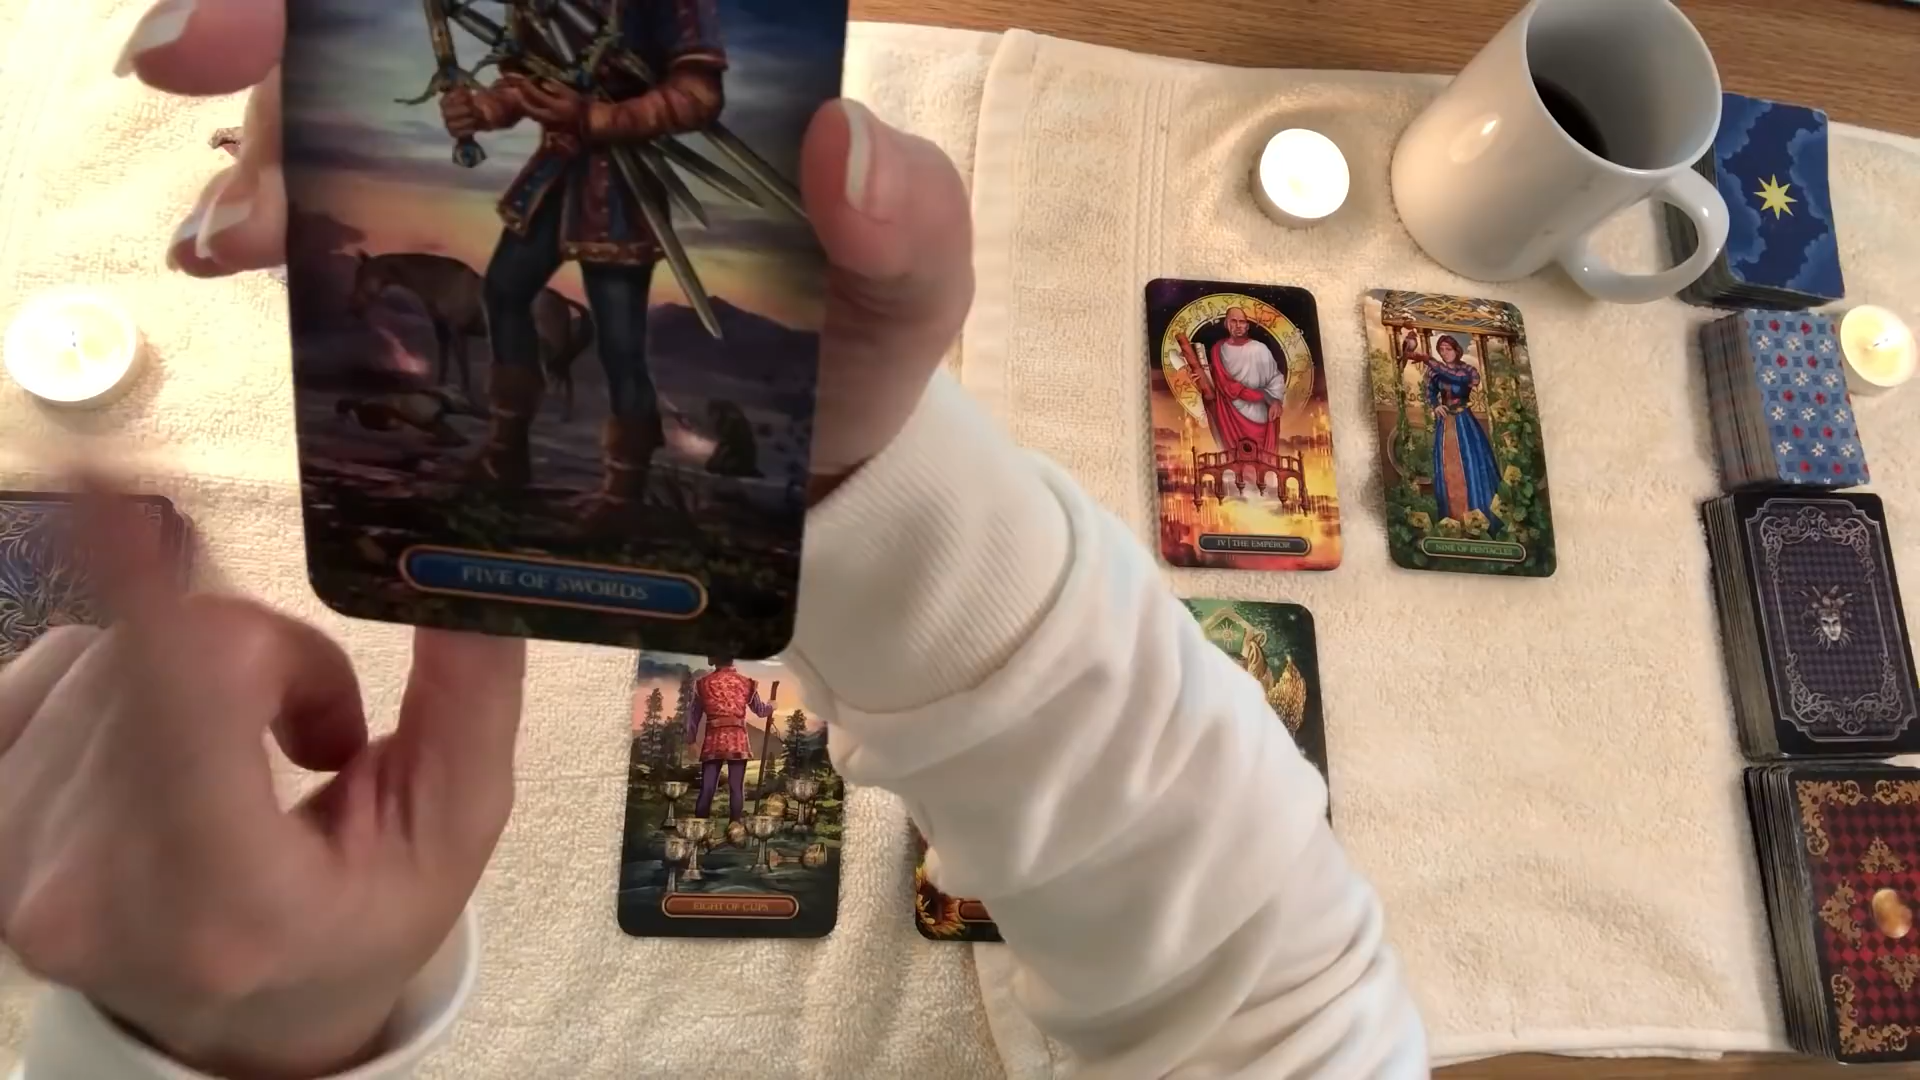 FIVE OF SWORDS
IV | THE EMPEROR
NINE OF PENTACLES
EIGHT OF CUPS